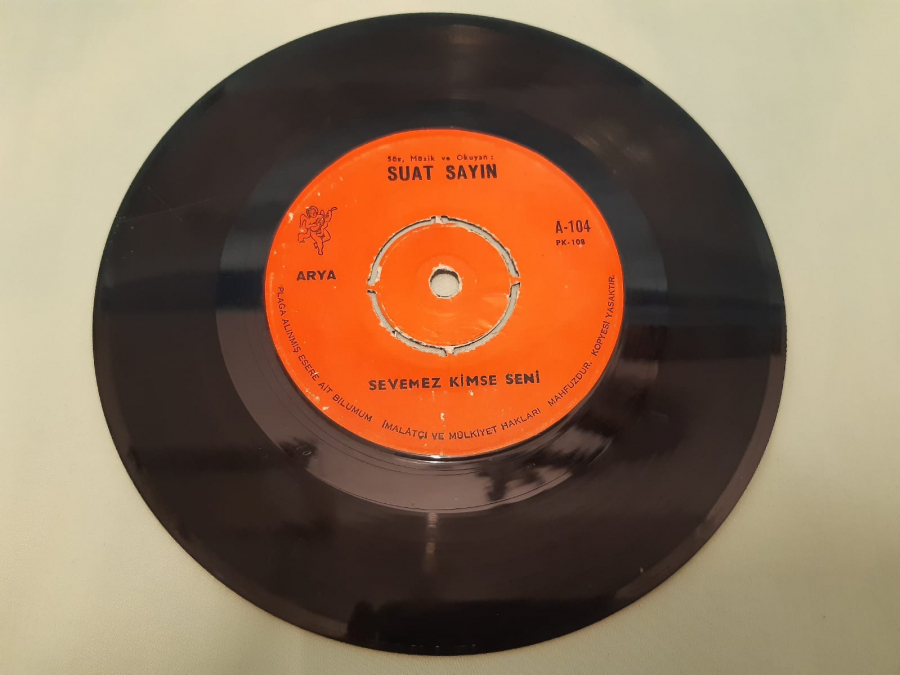 Söz, Müzik ve Okuyan :
SUAT SAYIN
A-104
PK-108
ARYA
SEVEMEZ KİMSE SENİ
PLAĞA ALINMIŞ ESERE AİT BİLUMUM İMALÂTÇI VE MÜLKİYET HAKLARI MAHFUZDUR. KOPYESİ YASAKTIR.